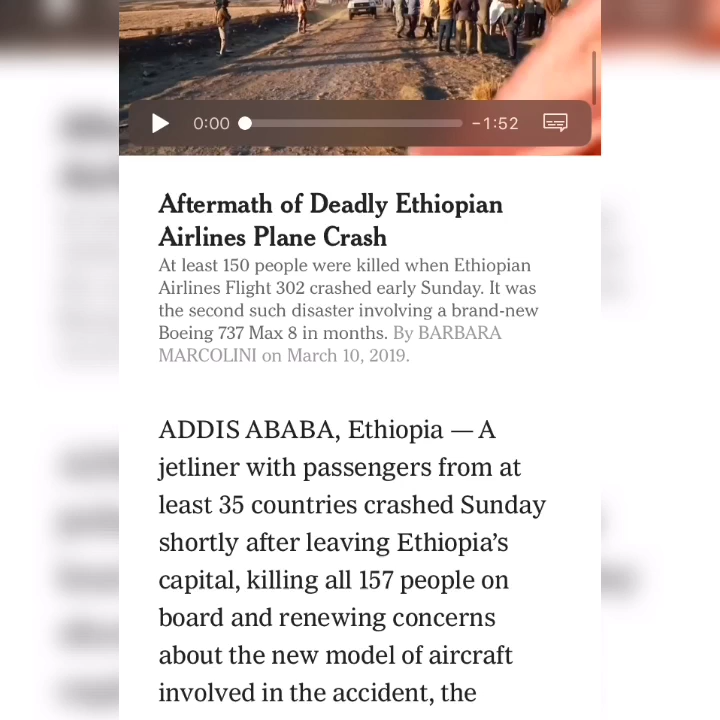 0:00
−1:52
Aftermath of Deadly Ethiopian
Airlines Plane Crash
At least 150 people were killed when Ethiopian
Airlines Flight 302 crashed early Sunday. It was
the second such disaster involving a brand-new
Boeing 737 Max 8 in months. By BARBARA
MARCOLINI on March 10, 2019.
ADDIS ABABA, Ethiopia — A
jetliner with passengers from at
least 35 countries crashed Sunday
shortly after leaving Ethiopia’s
capital, killing all 157 people on
board and renewing concerns
about the new model of aircraft
involved in the accident, the